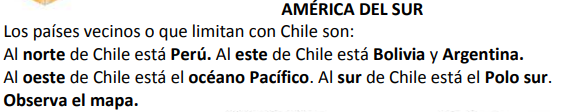 AMÉRICA DEL SUR
Los países vecinos o que limitan con Chile son:
Al norte de Chile está Perú. Al este de Chile está Bolivia y Argentina.
Al oeste de Chile está el océano Pacífico. Al sur de Chile está el Polo sur.
Observa el mapa.